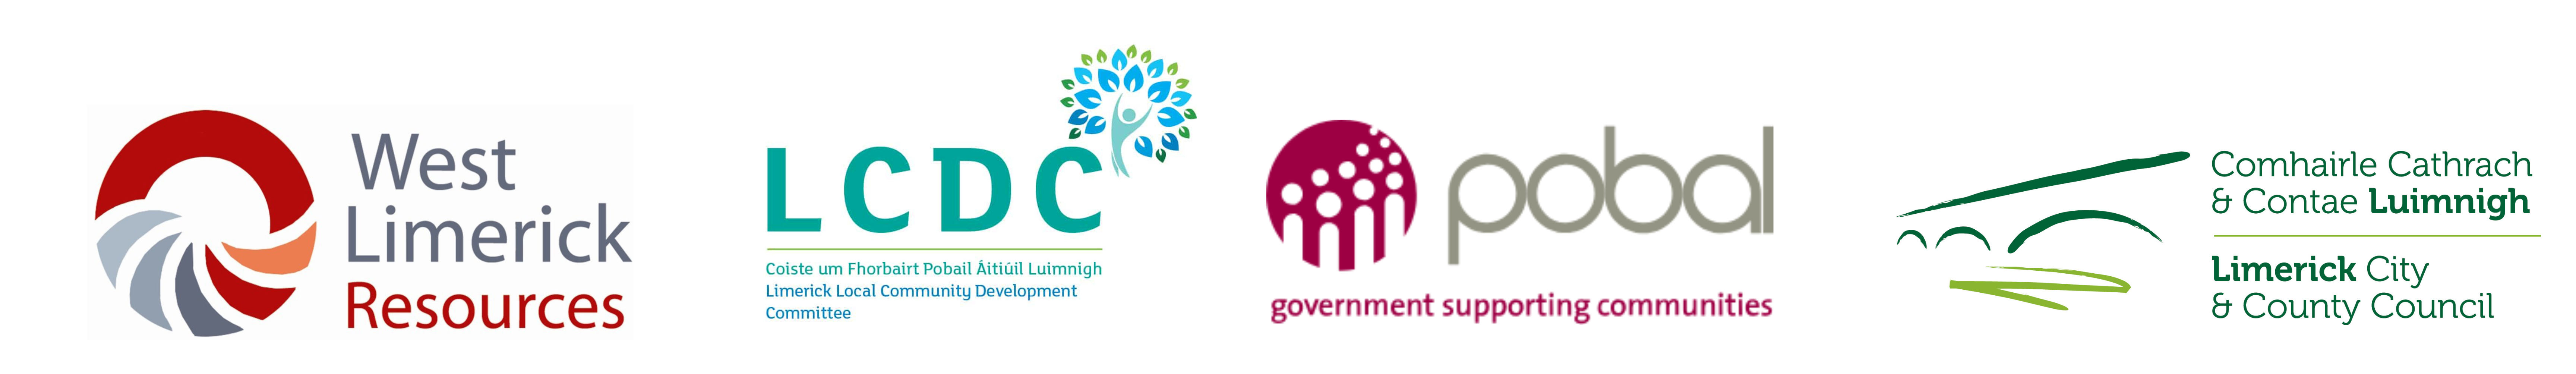 West
Limerick
Resources
LCDC
Coiste um Fhorbairt Pobail Áitiúil Luimnigh
Limerick Local Community Development
Committee
pobal
government supporting communities
Comhairle Cathrach
& Contae Luimnigh
Limerick City
& County Council